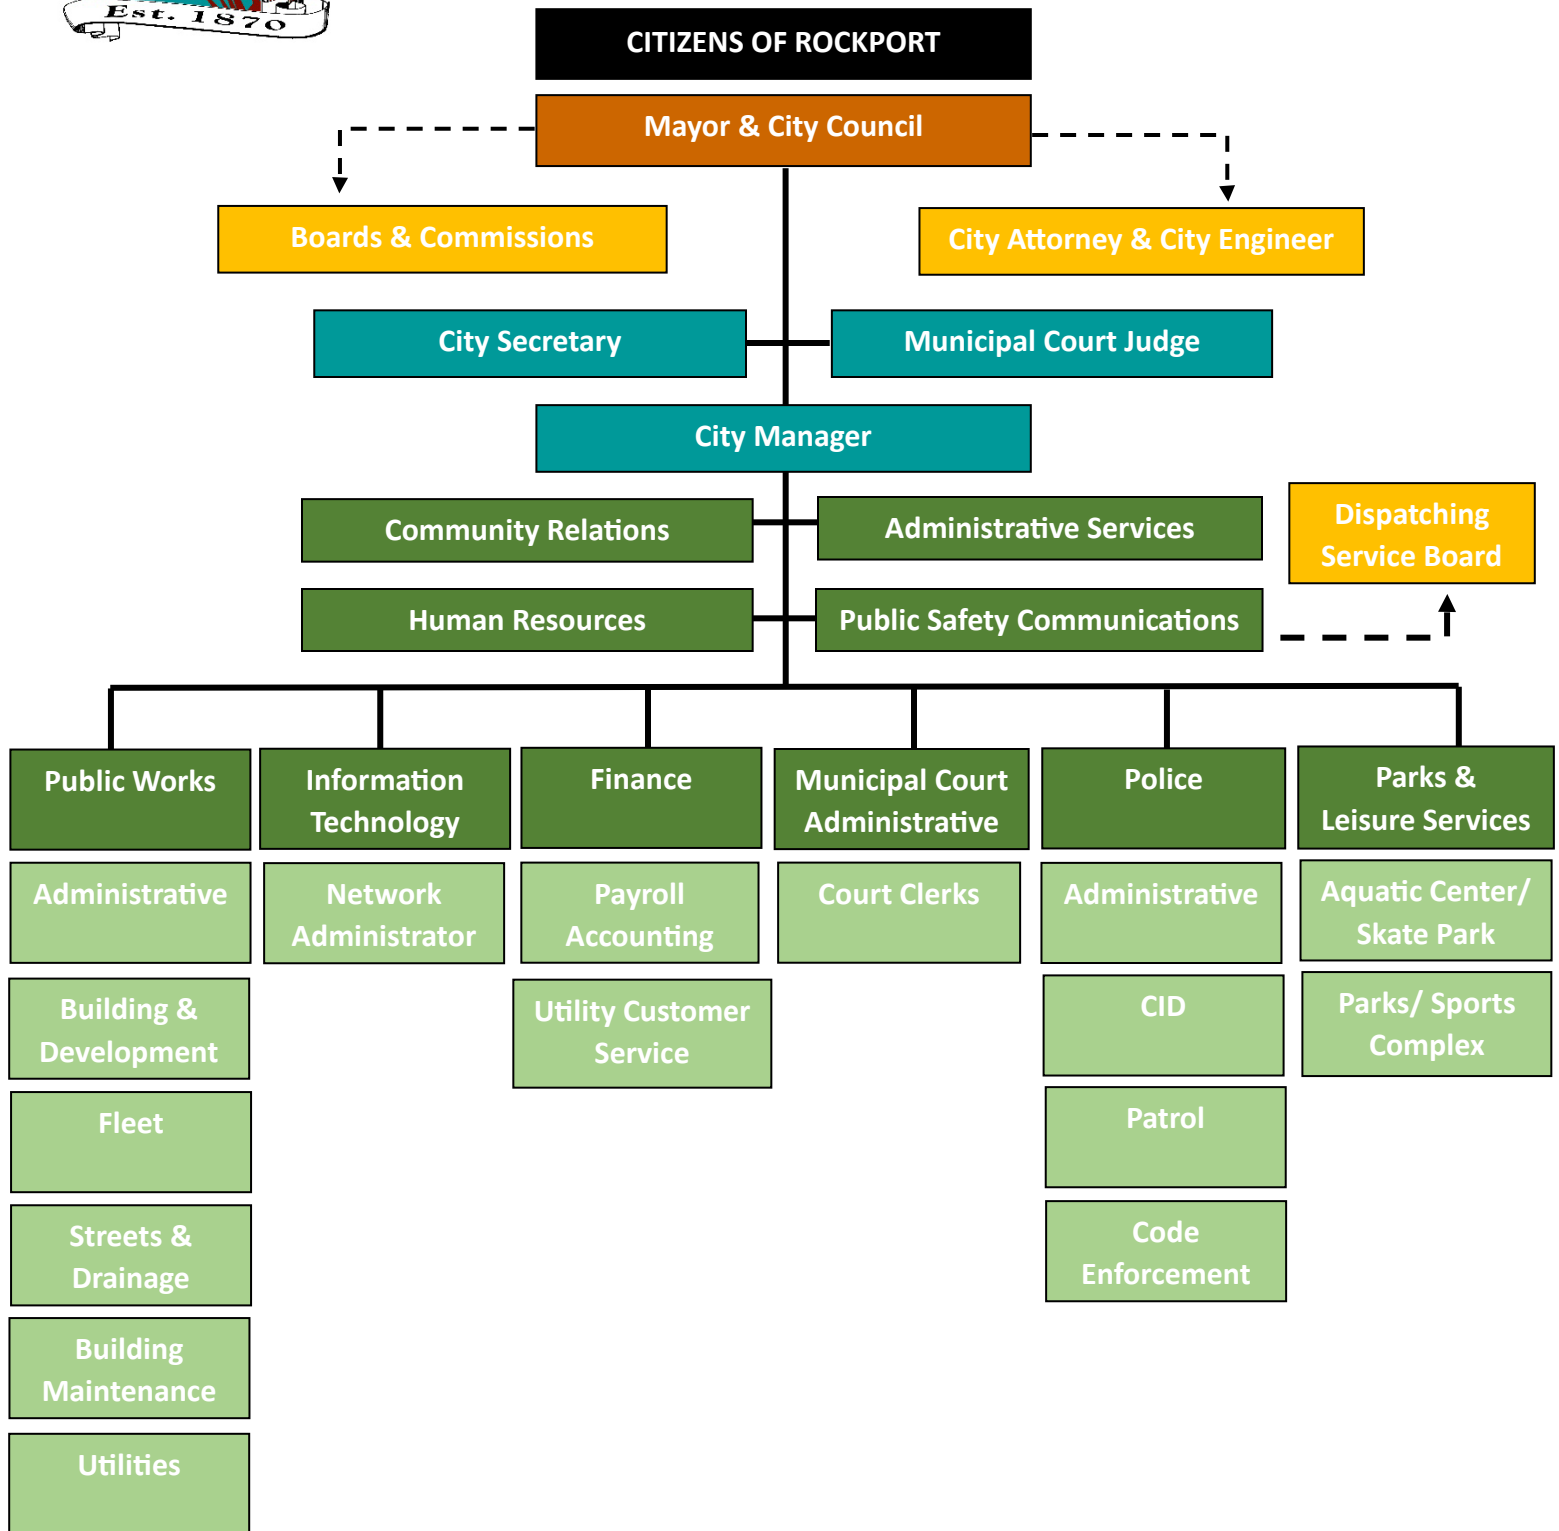 Est. 1870
CITIZENS OF ROCKPORT
Mayor & City Council
Boards & Commissions
City Attorney & City Engineer
City Secretary
Municipal Court Judge
City Manager
Community Relations
Administrative Services
Dispatching
Service Board
Human Resources
Public Safety Communications
Public Works
Information
Technology
Finance
Municipal Court
Administrative
Police
Parks &
Leisure Services
Administrative
Network
Administrator
Payroll
Accounting
Court Clerks
Administrative
Aquatic Center/
Skate Park
Building &
Development
Utility Customer
Service
CID
Parks/ Sports
Complex
Fleet
Patrol
Streets &
Drainage
Code
Enforcement
Building
Maintenance
Utilities